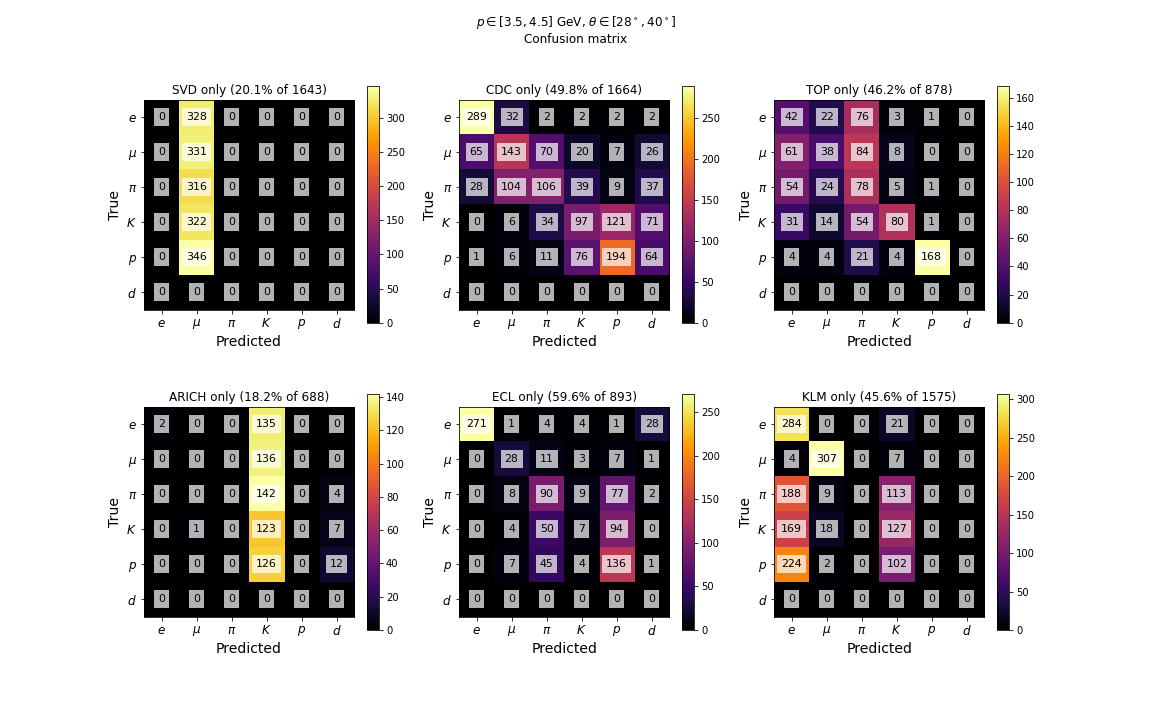 p ∈ [3.5, 4.5] GeV, θ ∈ [28°, 40°]
Confusion matrix
SVD only (20.1% of 1643)
True
e 0 328 0 0 0 0
μ 0 331 0 0 0 0
π 0 316 0 0 0 0
K 0 322 0 0 0 0
p 0 346 0 0 0 0
d 0 0 0 0 0 0
e μ π K p d
Predicted
300
250
200
150
100
50
0
CDC only (49.8% of 1664)
True
e 289 32 2 2 2 2
μ 65 143 70 20 7 26
π 28 104 106 39 9 37
K 0 6 34 97 121 71
p 1 6 11 76 194 64
d 0 0 0 0 0 0
e μ π K p d
Predicted
250
200
150
100
50
0
TOP only (46.2% of 878)
True
e 42 22 76 3 1 0
μ 61 38 84 8 0 0
π 54 24 78 5 1 0
K 31 14 54 80 1 0
p 4 4 21 4 168 0
d 0 0 0 0 0 0
e μ π K p d
Predicted
160
140
120
100
80
60
40
20
0
ARICH only (18.2% of 688)
True
e 2 0 0 135 0 0
μ 0 0 0 136 0 0
π 0 0 0 142 0 4
K 0 1 0 123 0 7
p 0 0 0 126 0 12
d 0 0 0 0 0 0
e μ π K p d
Predicted
140
120
100
80
60
40
20
0
ECL only (59.6% of 893)
True
e 271 1 4 4 1 28
μ 0 28 11 3 7 1
π 0 8 90 9 77 2
K 0 4 50 7 94 0
p 0 7 45 4 136 1
d 0 0 0 0 0 0
e μ π K p d
Predicted
250
200
150
100
50
0
KLM only (45.6% of 1575)
True
e 284 0 0 21 0 0
μ 4 307 0 7 0 0
π 188 9 0 113 0 0
K 169 18 0 127 0 0
p 224 2 0 102 0 0
d 0 0 0 0 0 0
e μ π K p d
Predicted
300
250
200
150
100
50
0